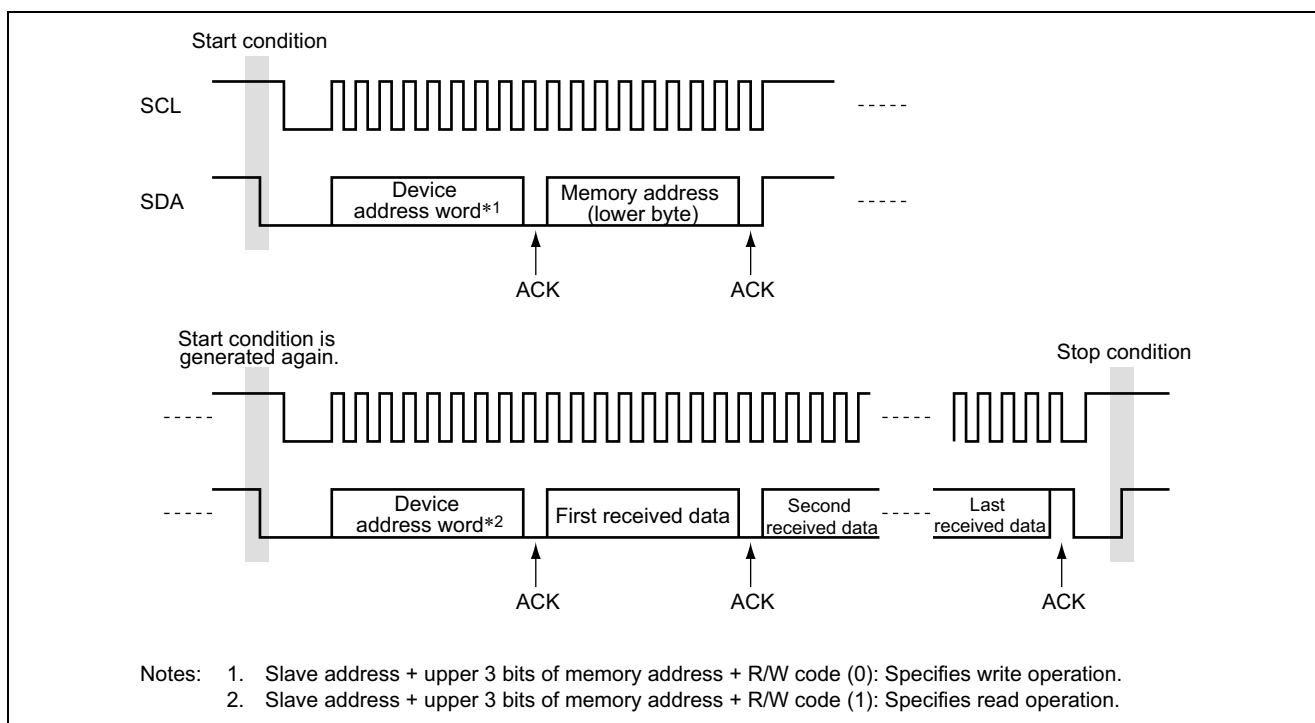 Start condition
SCL
SDA
Device
address word*1
Memory address
(lower byte)
ACK
ACK
Start condition is
generated again.
Stop condition
Device
address word*2
First received data
Second
received data
Last
received data
ACK
ACK
ACK
Notes: 1. Slave address + upper 3 bits of memory address + R/W code (0): Specifies write operation.
2. Slave address + upper 3 bits of memory address + R/W code (1): Specifies read operation.